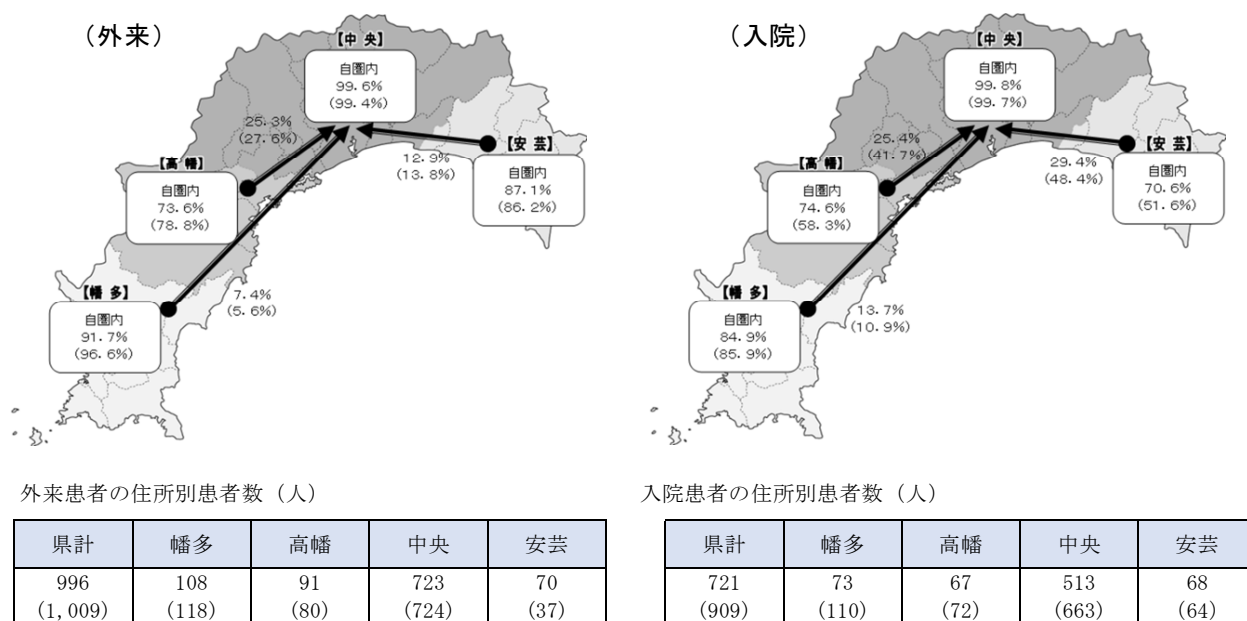 （外来）
【中 央】
自圏内
99.6%
(99.4%)
25.3%
(27.6%)
【高 幡】
自圏内
73.6%
(78.8%)
12.9%
(13.8%)
【安 芸】
自圏内
87.1%
(86.2%)
【幡 多】
自圏内
91.7%
(96.6%)
7.4%
(5.6%)
（入院）
【中 央】
自圏内
99.8%
(99.7%)
25.4%
(41.7%)
【高 幡】
自圏内
74.6%
(58.3%)
29.4%
(48.4%)
【安 芸】
自圏内
70.6%
(51.6%)
【幡 多】
自圏内
84.9%
(85.9%)
13.7%
(10.9%)
外来患者の住所別患者数（人）
県計 幡多 高幡 中央 安芸
996 108 91 723 70
(1,009) (118) (80) (724) (37)
入院患者の住所別患者数（人）
県計 幡多 高幡 中央 安芸
721 73 67 513 68
(909) (110) (72) (663) (64)